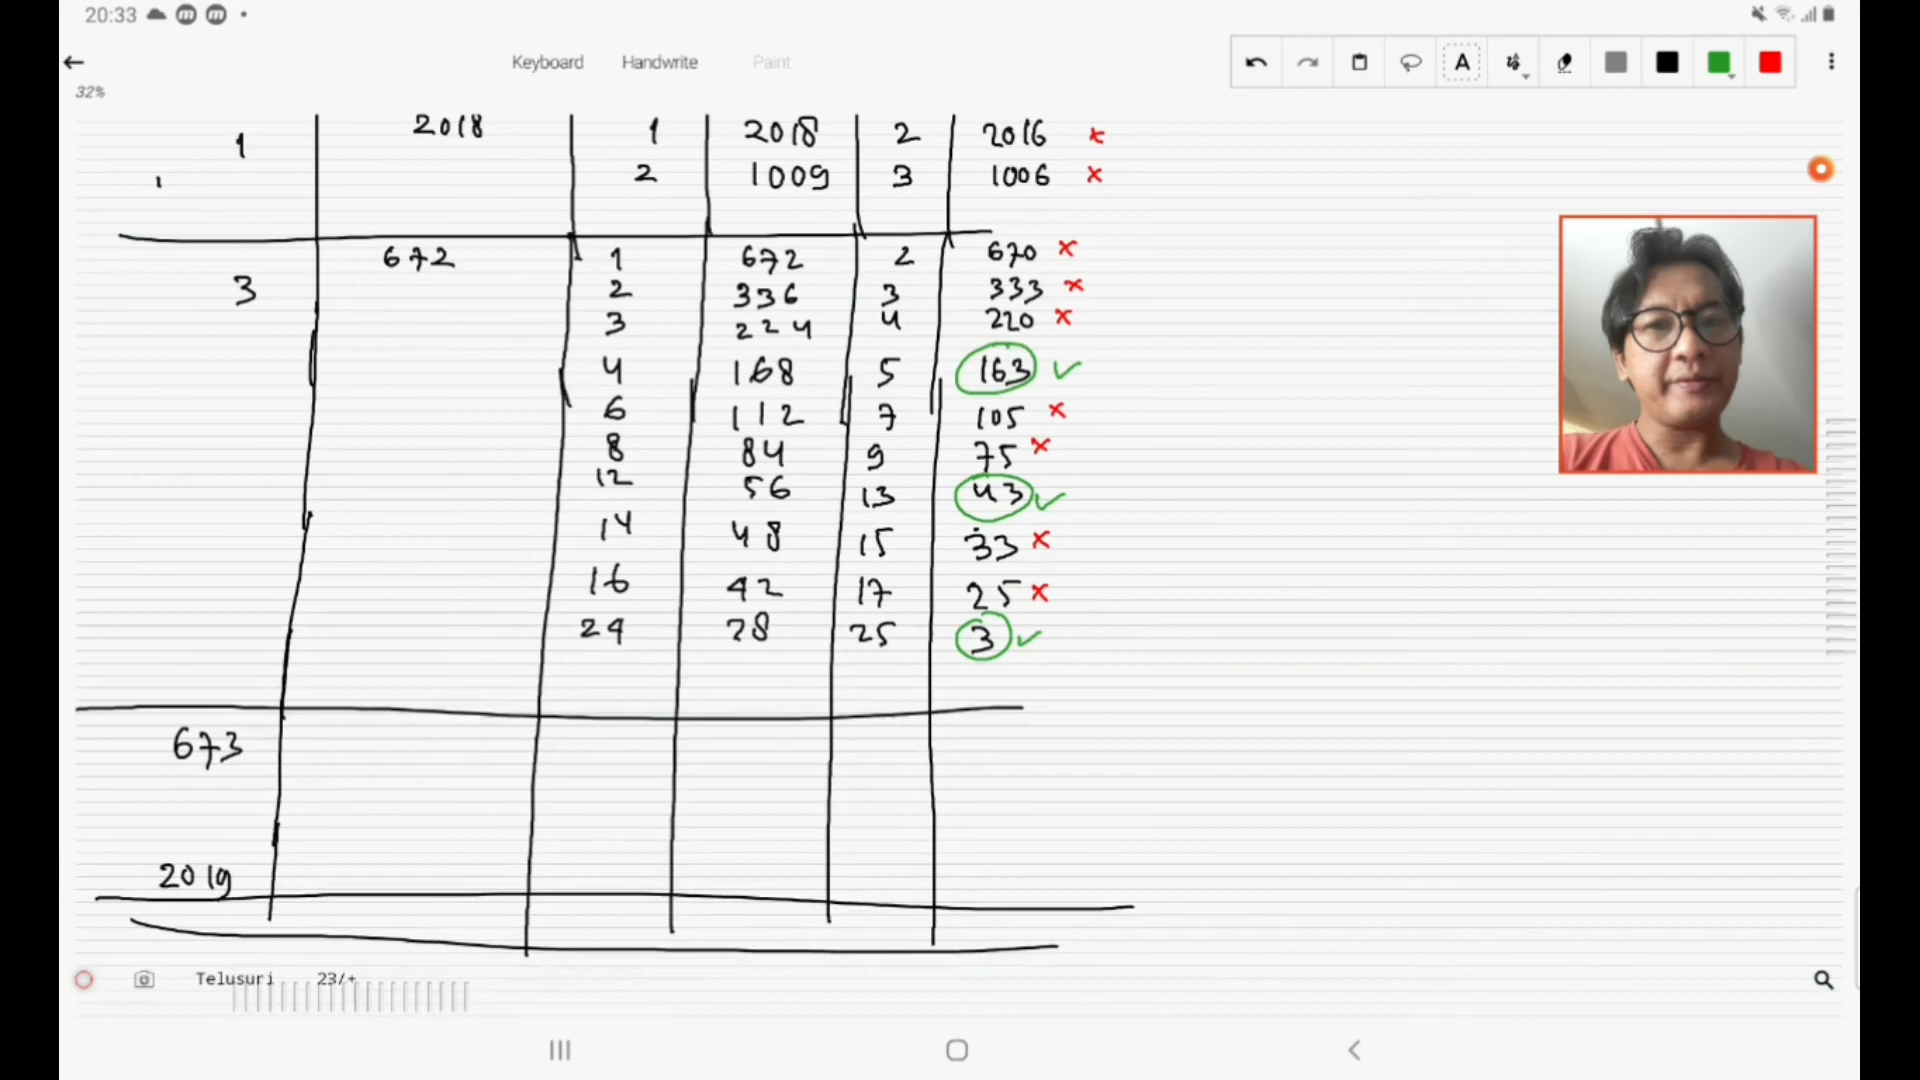 20:33
Keyboard Handwrite Paint
A
32%
1 2018 1 2018 2 2016 ×
2 1009 3 1006 ×
3 672 1 672 2 670 ×
2 336 3 333 ×
3 224 4 220 ×
4 168 5 163 ✓
6 112 7 105 ×
8 84 9 75 ×
12 56 13 43 ✓
14 48 15 33 ×
16 42 17 25 ×
24 28 25 3 ✓
673
2019
Telusuri 23/+